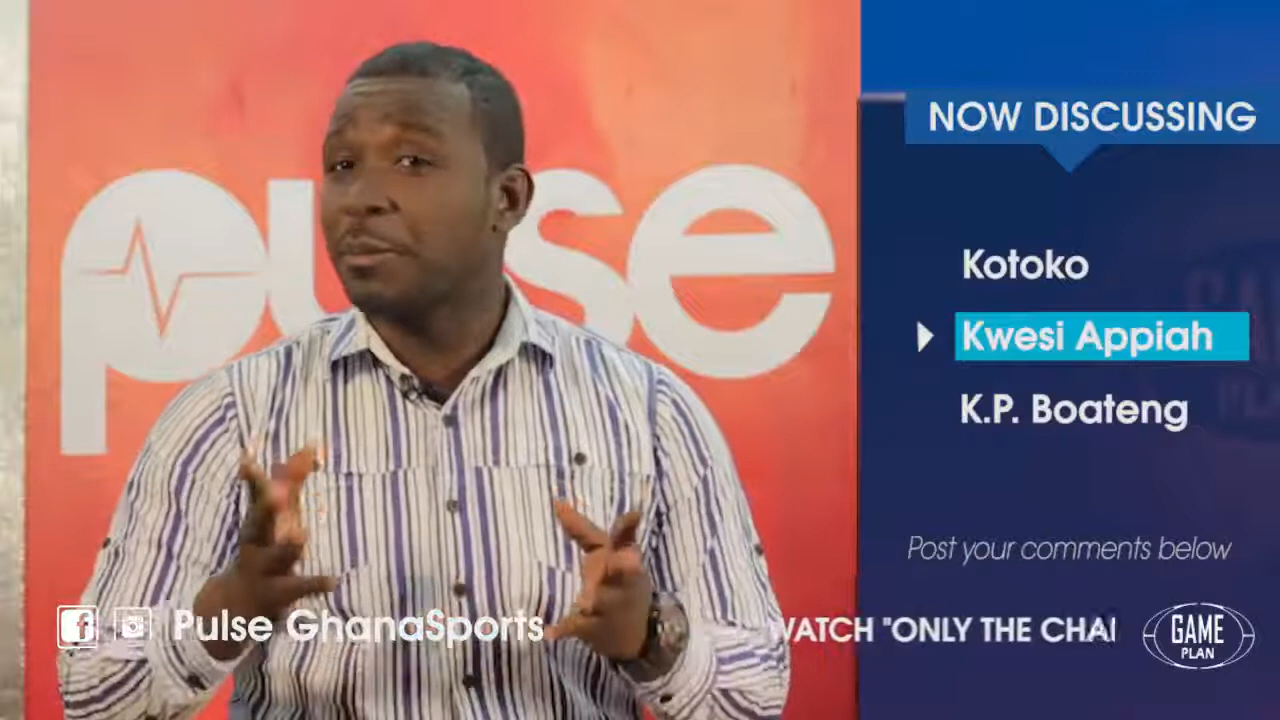 pulse
NOW DISCUSSING
Kotoko
Kwesi Appiah
K.P. Boateng
Post your comments below
Pulse GhanaSports
WATCH "ONLY THE
GAME
PLAN